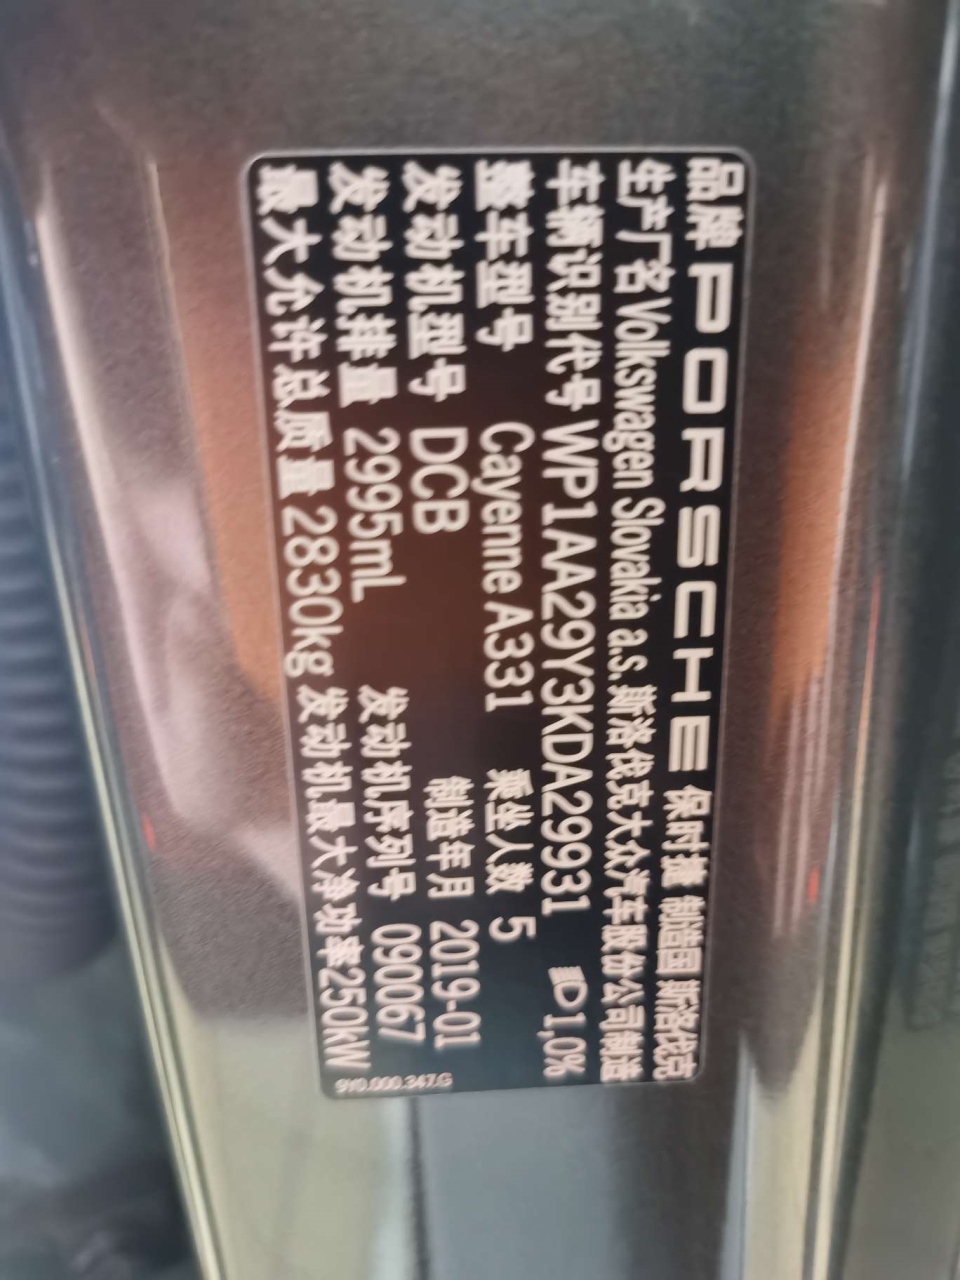 品牌 PORSCHE 保时捷 制造国 斯洛伐克
生产厂名 Volkswagen Slovakia a.s. 斯洛伐克大众汽车股份公司制造
车辆识别代号 WP1AA29Y3KDA29931 1,0%
整车型号 Cayenne A331 乘坐人数 5
发动机型号 DCB 制造年月 2019-01
发动机排量 2995mL 发动机序列号 090067
最大允许总质量 2830kg 发动机最大净功率250kW
9Y0.000.347.G